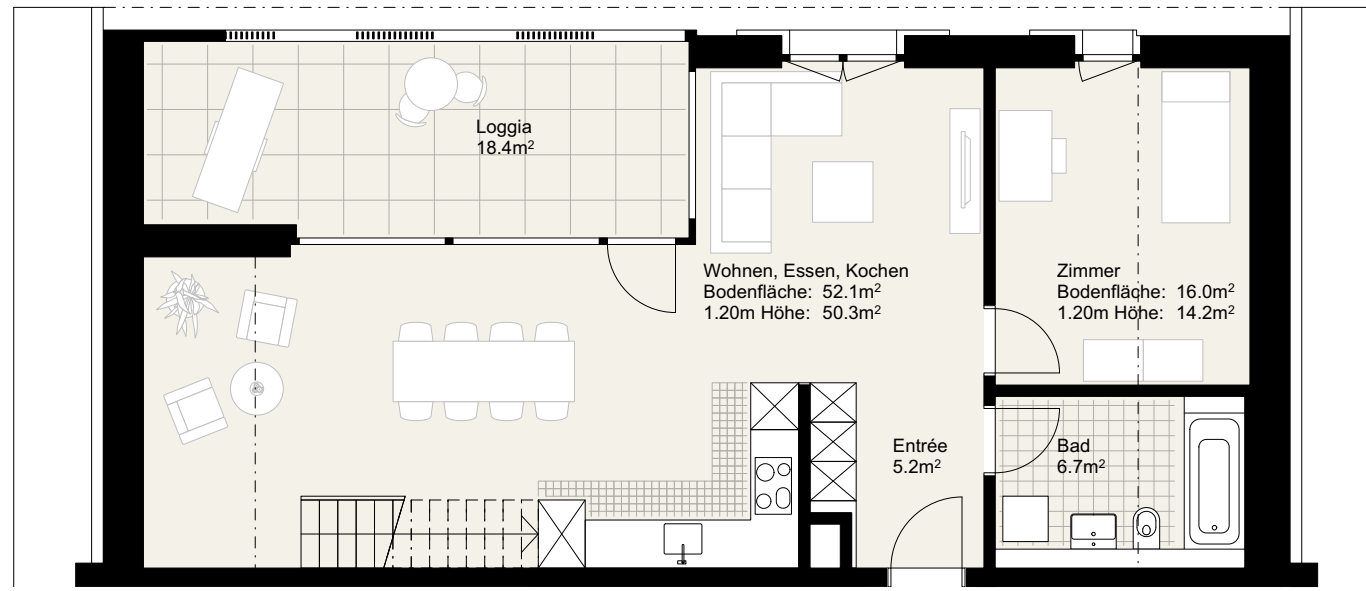 Loggia
18.4m²
Wohnen, Essen, Kochen
Bodenfläche: 52.1m²
1.20m Höhe: 50.3m²
Zimmer
Bodenfläche: 16.0m²
1.20m Höhe: 14.2m²
Entrée
5.2m²
Bad
6.7m²